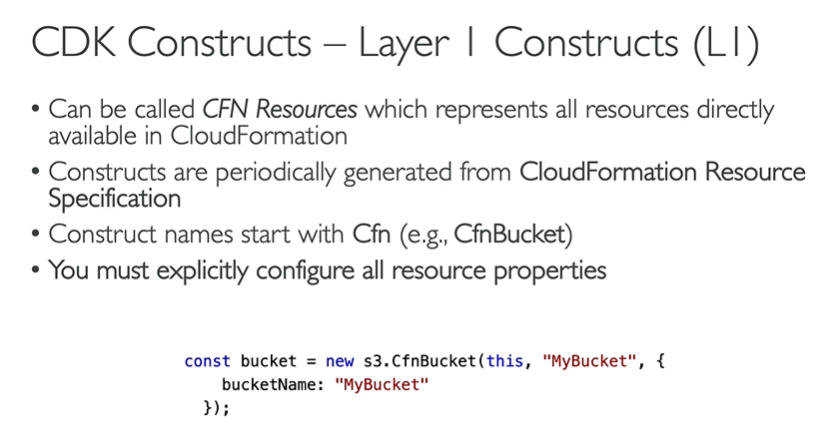 CDK Constructs – Layer 1 Constructs (L1)
• Can be called CFN Resources which represents all resources directly
available in CloudFormation
• Constructs are periodically generated from CloudFormation Resource
Specification
• Construct names start with Cfn (e.g., CfnBucket)
• You must explicitly configure all resource properties
const bucket = new s3.CfnBucket(this, "MyBucket", {
    bucketName: "MyBucket"
  });